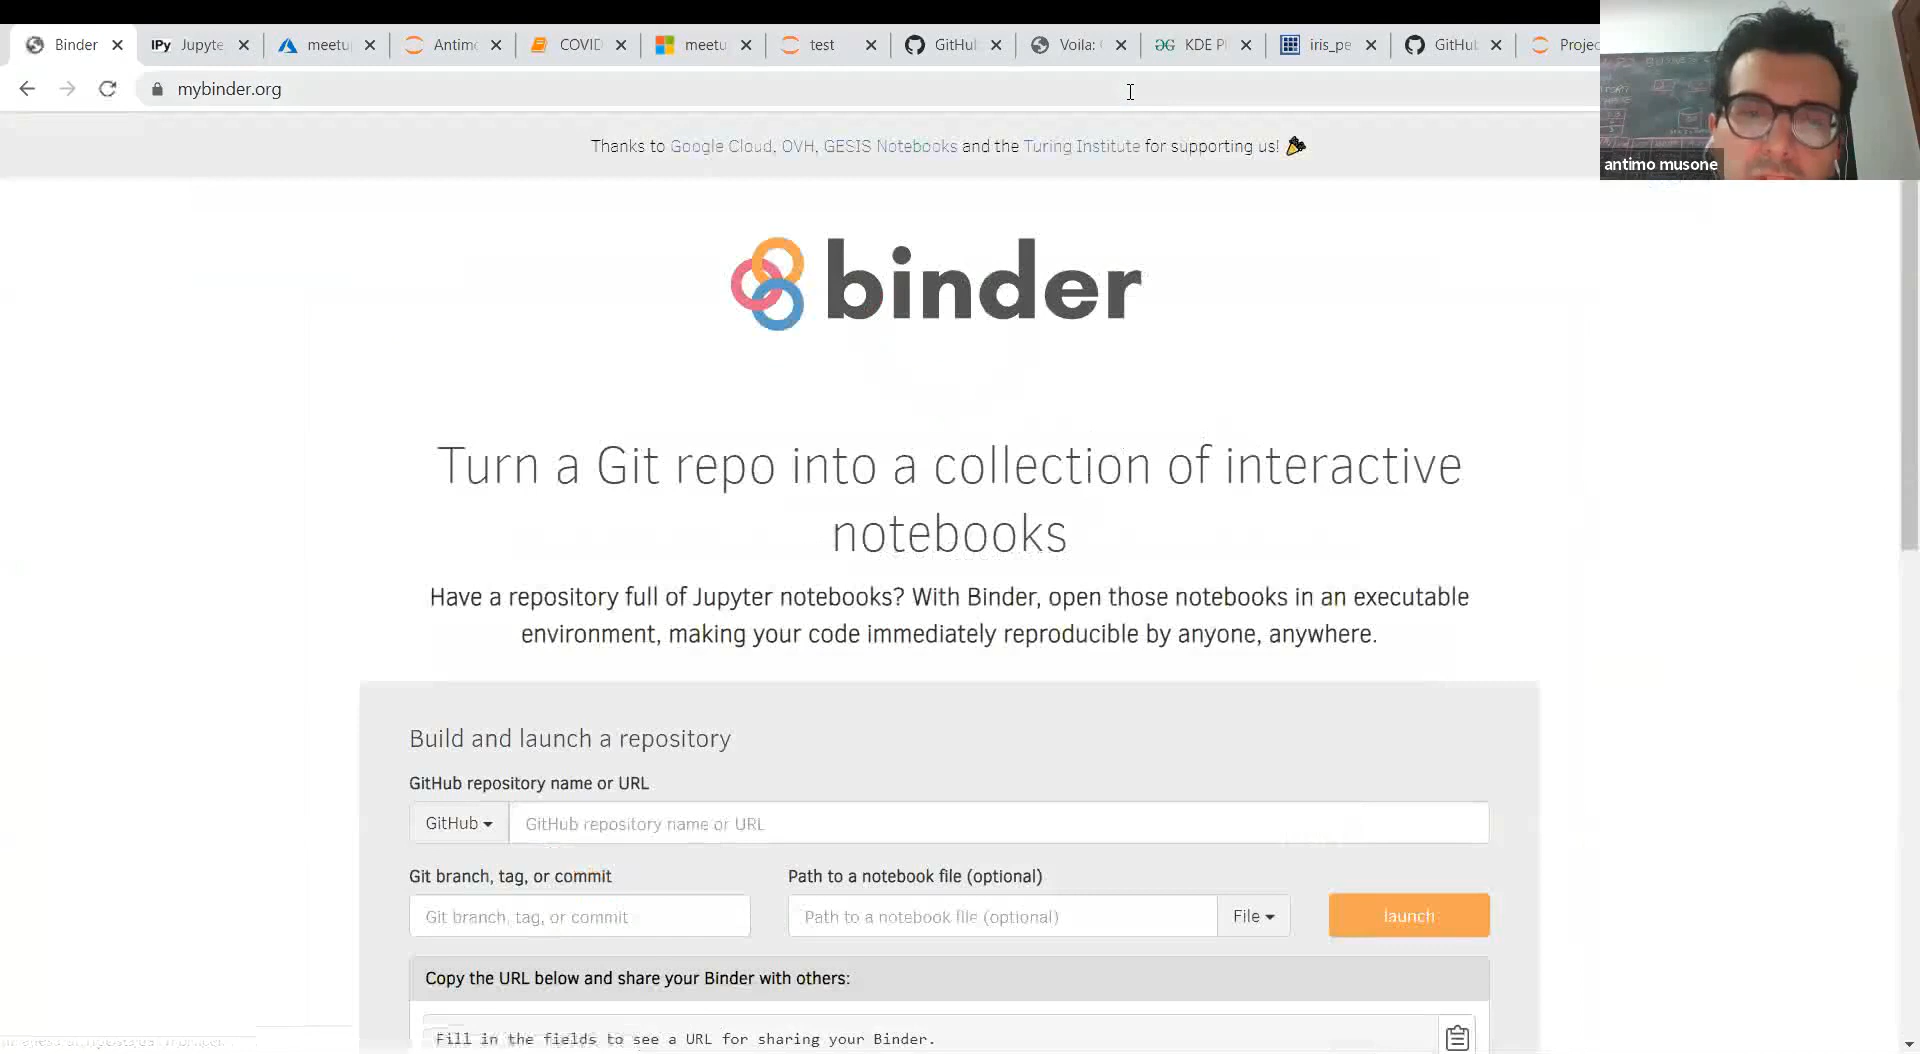 Binder
IPy Jupyte
meetu
Antimo
COVID
meetu
test
GitHub
Voila:
KDE Pl
iris_pe
GitHub
Projec
mybinder.org
Thanks to Google Cloud, OVH, GESIS Notebooks and the Turing Institute for supporting us!
antimo musone
binder
Turn a Git repo into a collection of interactive
notebooks
Have a repository full of Jupyter notebooks? With Binder, open those notebooks in an executable
environment, making your code immediately reproducible by anyone, anywhere.
Build and launch a repository
GitHub repository name or URL
GitHub
GitHub repository name or URL
Git branch, tag, or commit
Path to a notebook file (optional)
Git branch, tag, or commit
Path to a notebook file (optional)
File
launch
Copy the URL below and share your Binder with others:
Fill in the fields to see a URL for sharing your Binder.